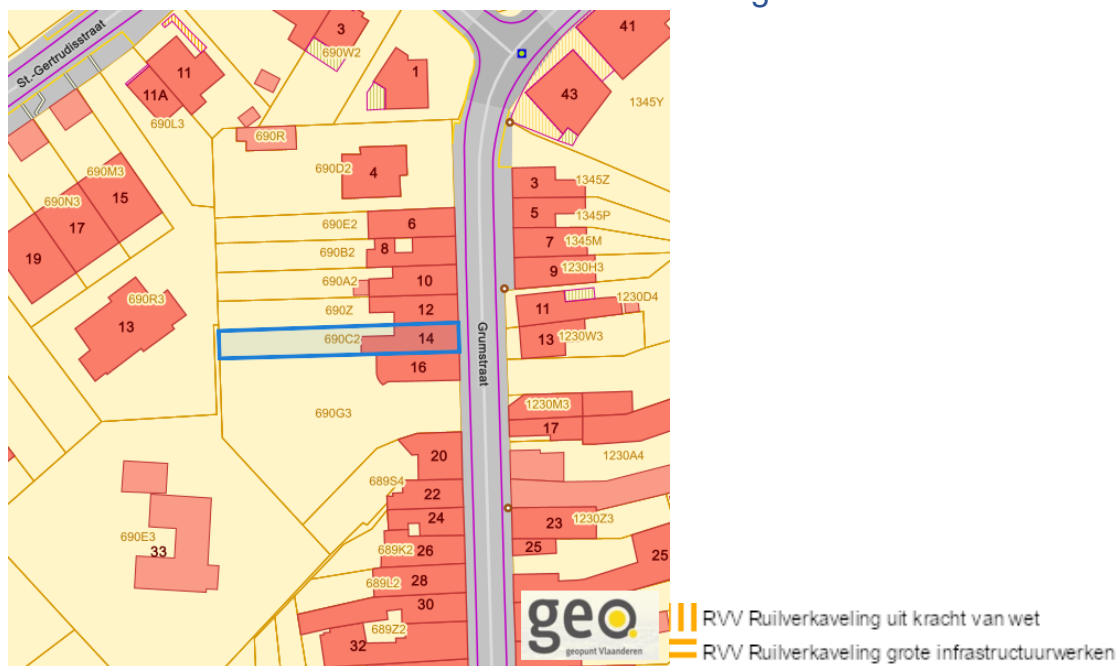 g
St.-Gertrudisstraat
3
690W2
41
11
1
11A
43
1345Y
690L3
690R
690M3
690D2
4
3
1345Z
690N3
15
5
1345P
17
690E2
6
7
1345M
19
690B2
8
9
1230H3
690A2
10
690R3
690Z
12
11
1230D4
13
690C2
14
13
1230W3
Grumstraat
16
690G3
1230M3
17
20
1230A4
689S4
22
24
23
1230Z3
690E3
33
689K2
26
25
25
689L2
28
30
689Z2
32
geo.
geopunt Vlaanderen
RVV Ruilverkaveling uit kracht van wet
RVV Ruilverkaveling grote infrastructuurwerken